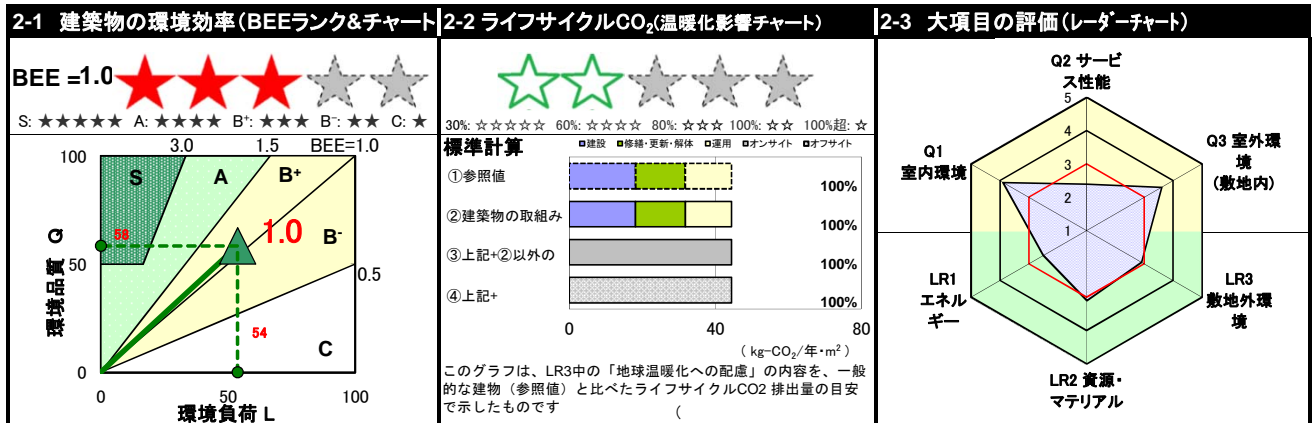 2-1 建築物の環境効率(BEEランク&チャート
BEE =1.0
S: ★★★★★ A: ★★★★ B⁺: ★★★ B⁻: ★★ C: ★
3.0 1.5 BEE=1.0
100
S
A
B⁺
58
1.0
B⁻
50
0.5
54
C
0
0 50 100
環境品質 Q
環境負荷 L
2-2 ライフサイクルCO₂(温暖化影響チャート)
30%: ☆☆☆☆☆ 60%: ☆☆☆☆ 80%: ☆☆☆ 100%: ☆☆ 100%超: ☆
標準計算
■建設 ■修繕・更新・解体 □運用 ■オンサイト ■オフサイト
①参照値 100%
②建築物の取組み 100%
③上記+②以外の 100%
④上記+ 100%
0 40 80
( kg-CO₂/年・m² )
このグラフは、LR3中の「地球温暖化への配慮」の内容を、一般
的な建物(参照値)と比べたライフサイクルCO2 排出量の目安
で示したものです (
2-3 大項目の評価(レーダーチャート)
Q2 サービ
ス性能
5
4
3
2
1
Q1
室内環境
Q3 室外環
境
(敷地内)
LR1
エネル
ギー
LR3
敷地外環
境
LR2 資源・
マテリアル